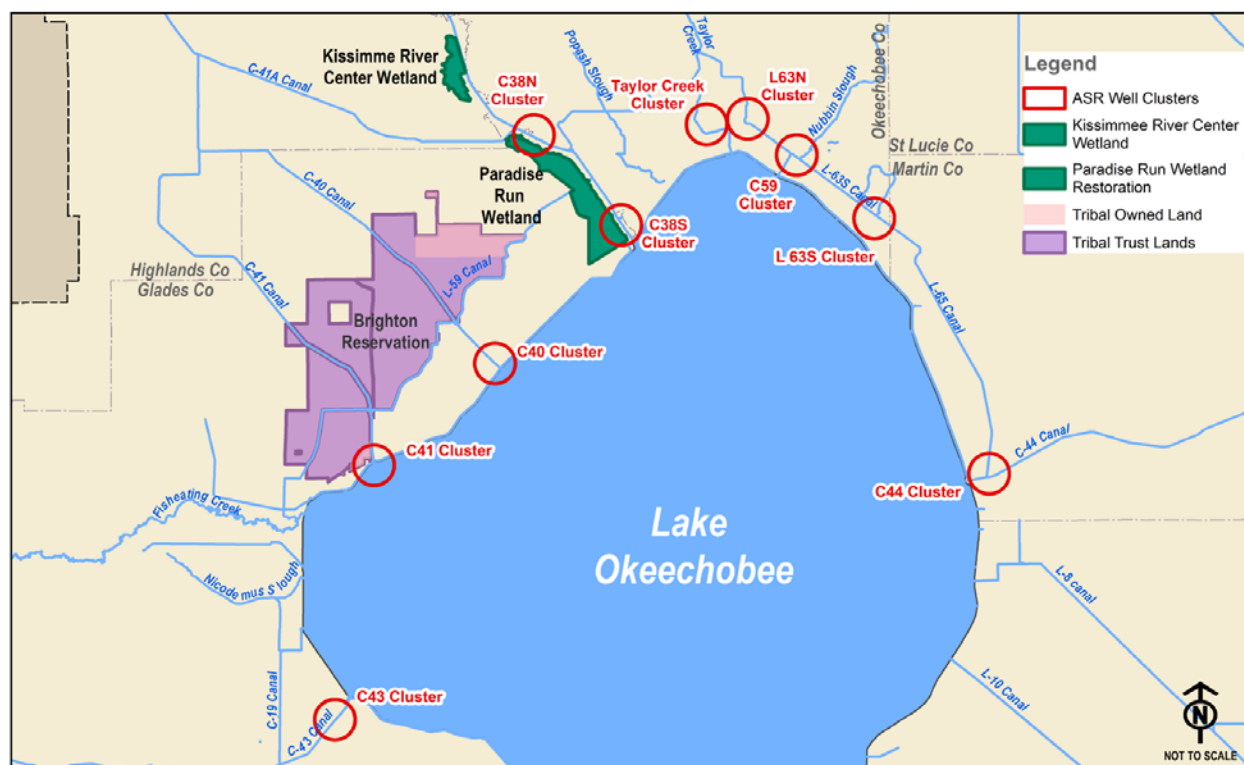 Kissimme River
Center Wetland
C-41A Canal
C38N
Cluster
Popash Slough
Taylor
Creek
Taylor Creek
Cluster
L63N
Cluster
Nubbin Slough
Okeechobee Co
St Lucie Co
Martin Co
Legend
ASR Well Clusters
Kissimmee River Center
Wetland
Paradise Run Wetland
Restoration
Tribal Owned Land
Tribal Trust Lands
C-40 Canal
Paradise
Run
Wetland
C38S
Cluster
C59
Cluster
L-63S Canal
L 63S Cluster
Highlands Co
Glades Co
C-41 Canal
L-59 Canal
Brighton
Reservation
L-65 Canal
C40 Cluster
C41 Cluster
C-44 Canal
C44 Cluster
Fisheating Creek
Lake
Okeechobee
Nicode mus S lough
L-8 canal
C-19 Canal
C43 Cluster
C-43 Canal
L-10 Canal
N
NOT TO SCALE